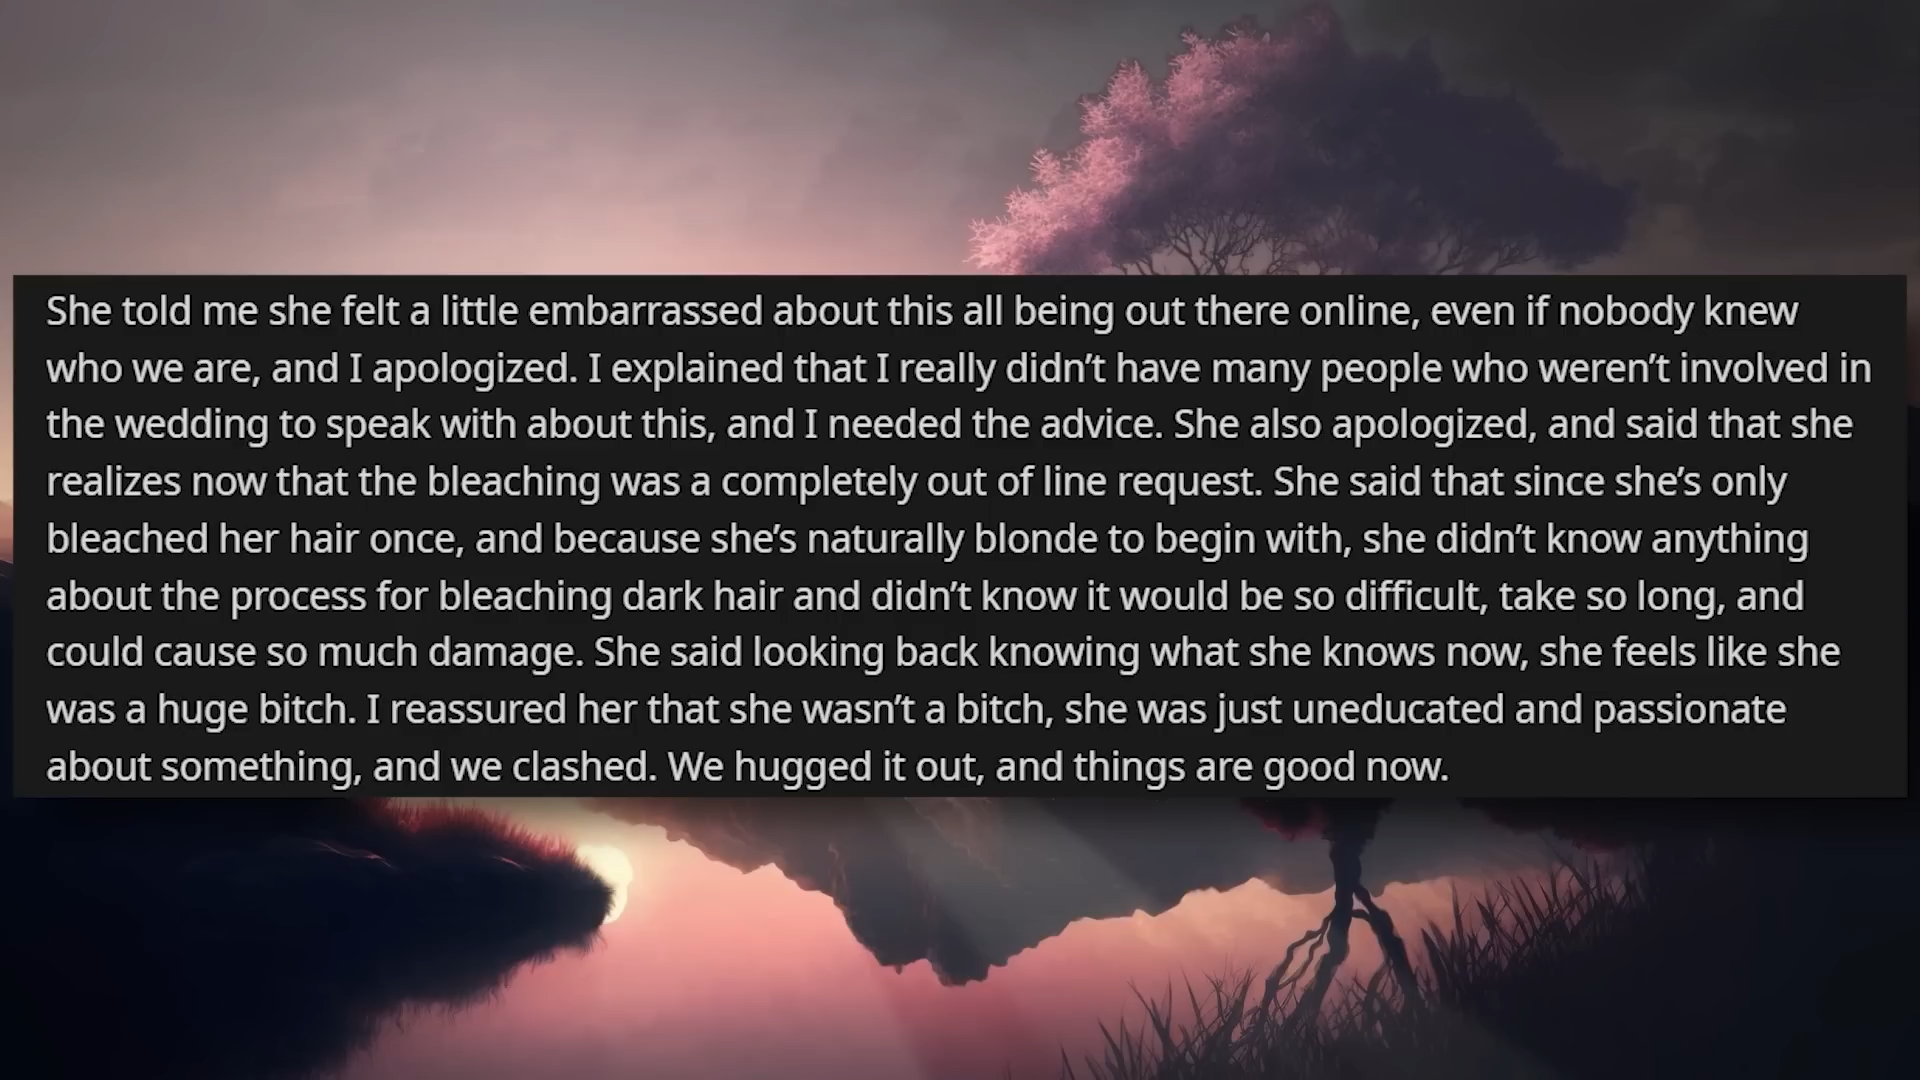 She told me she felt a little embarrassed about this all being out there online, even if nobody knew
who we are, and I apologized. I explained that I really didn’t have many people who weren’t involved in
the wedding to speak with about this, and I needed the advice. She also apologized, and said that she
realizes now that the bleaching was a completely out of line request. She said that since she’s only
bleached her hair once, and because she’s naturally blonde to begin with, she didn’t know anything
about the process for bleaching dark hair and didn’t know it would be so difficult, take so long, and
could cause so much damage. She said looking back knowing what she knows now, she feels like she
was a huge bitch. I reassured her that she wasn’t a bitch, she was just uneducated and passionate
about something, and we clashed. We hugged it out, and things are good now.